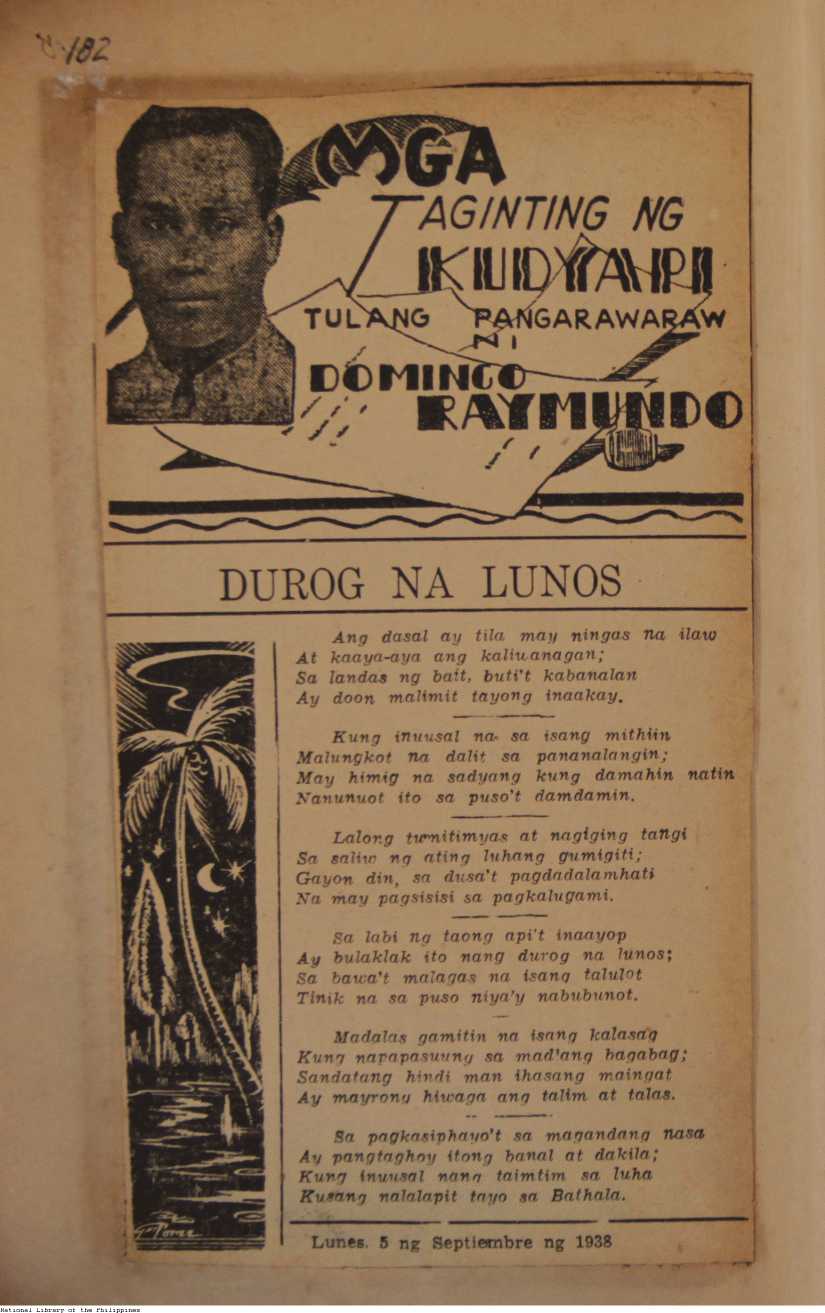 182
MGA
TAGINTING NG
KUDYAPI
TULANG PANGARAWARAW
NI
DOMINGO
RAYMUNDO
DUROG NA LUNOS
Ang dasal ay tila may ningas na ilaw
At kaaya-aya ang kaliwanagan;
Sa landas ng bait, buti't kabanalan
Ay doon malimit tayong inaakay.
Kung inuusal na sa isang mithiin
Malungkot na dalit sa pananalangin;
May himig na sadyang kung damahin natin
Nanunuot ito sa puso't damdamin.
Lalong tumitimyas at nagiging tangi
Sa saliw ng ating luhang gumigiti;
Gayon din, sa dusa't pagdadalamhati
Na may pagsisisi sa pagkalugami.
Sa labi ng taong api't inaayop
Ay bulaklak ito nang durog na lunos;
Sa bawa't malagas na isang talulot
Tinik na sa puso niya'y nabubunot.
Madalas gamitin na isang kalasag
Kung napapasuung sa mad'ang bagabag;
Sandatang hindi man ihasang maingat
Ay mayrong hiwaga ang talim at talas.
Sa pagkasiphayo't sa magandang nasa
Ay pangtaghoy itong banal at dakila;
Kung inuusal nang taimtim sa luha
Kusang nalalapit tayo sa Bathala.
Lunes, 5 ng Septiembre ng 1938
National Library of the Philippines